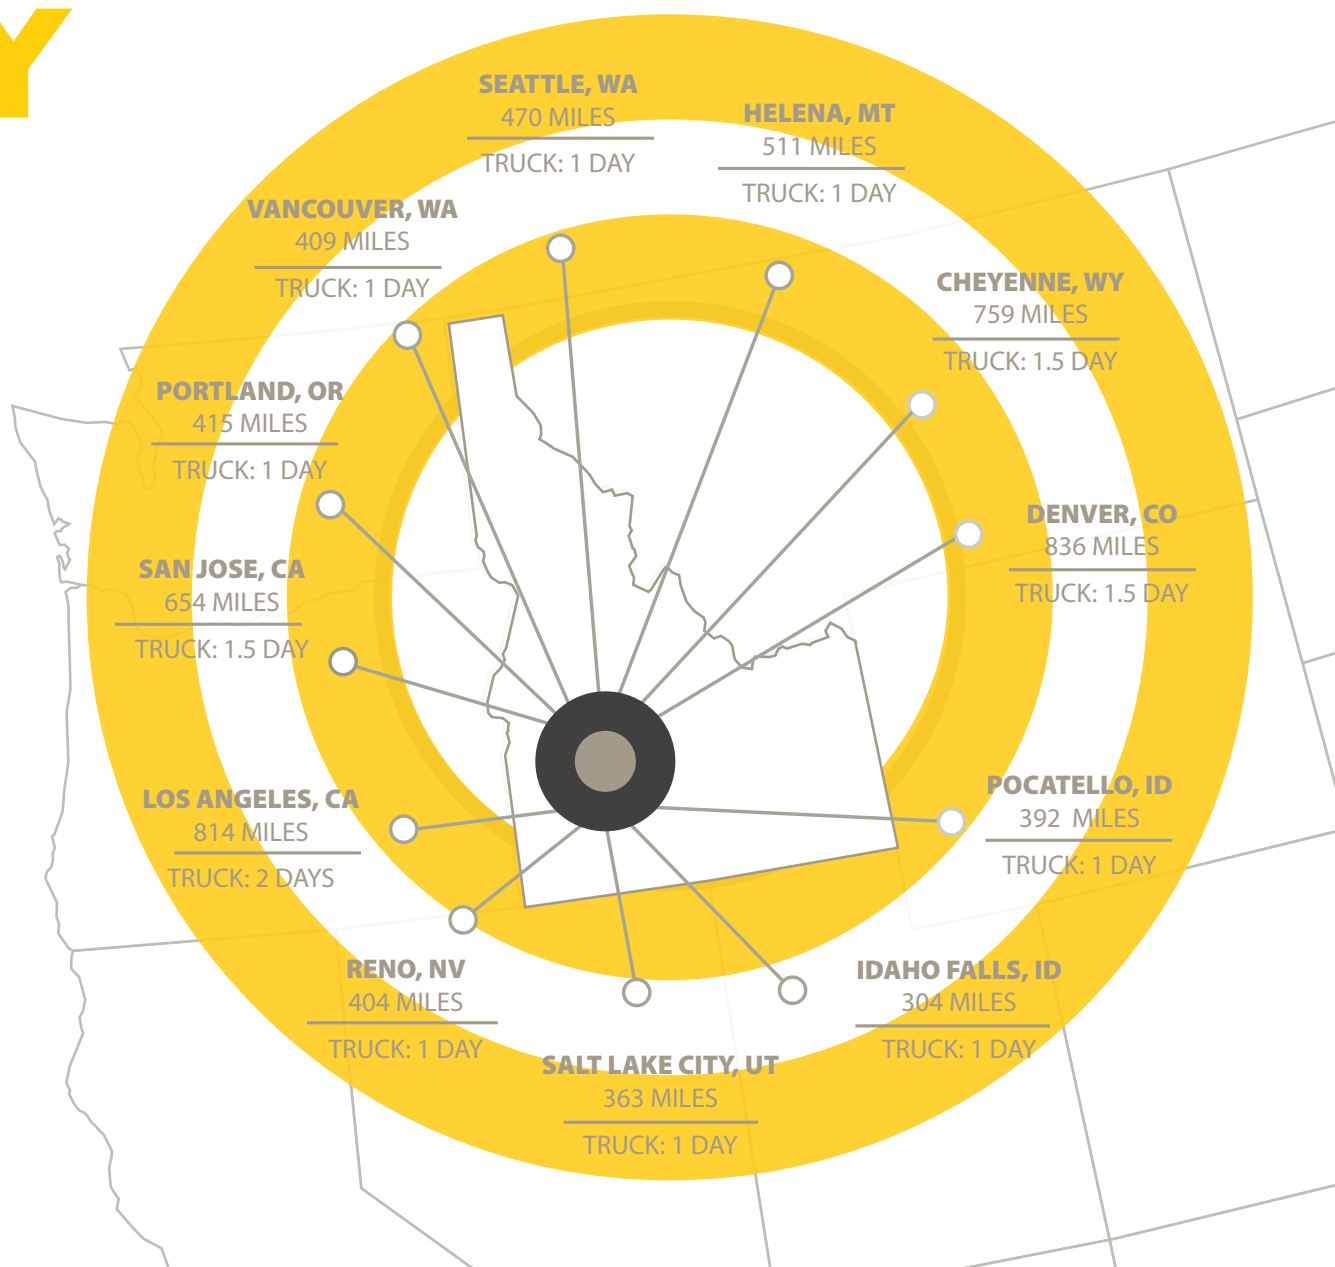 Y
SEATTLE, WA
470 MILES
TRUCK: 1 DAY
HELENA, MT
511 MILES
TRUCK: 1 DAY
VANCOUVER, WA
409 MILES
TRUCK: 1 DAY
CHEYENNE, WY
759 MILES
TRUCK: 1.5 DAY
PORTLAND, OR
415 MILES
TRUCK: 1 DAY
DENVER, CO
836 MILES
TRUCK: 1.5 DAY
SAN JOSE, CA
654 MILES
TRUCK: 1.5 DAY
LOS ANGELES, CA
814 MILES
TRUCK: 2 DAYS
POCATELLO, ID
392 MILES
TRUCK: 1 DAY
RENO, NV
404 MILES
TRUCK: 1 DAY
IDAHO FALLS, ID
304 MILES
TRUCK: 1 DAY
SALT LAKE CITY, UT
363 MILES
TRUCK: 1 DAY